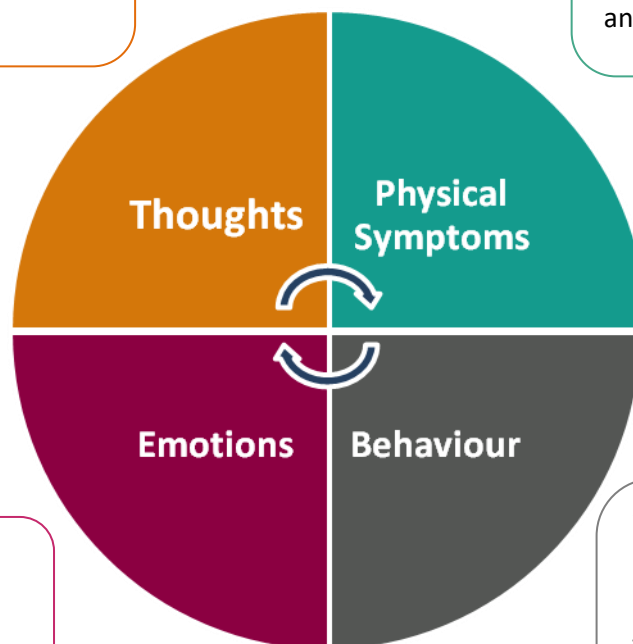 an
Thoughts
Physical
Symptoms
Emotions
Behaviour